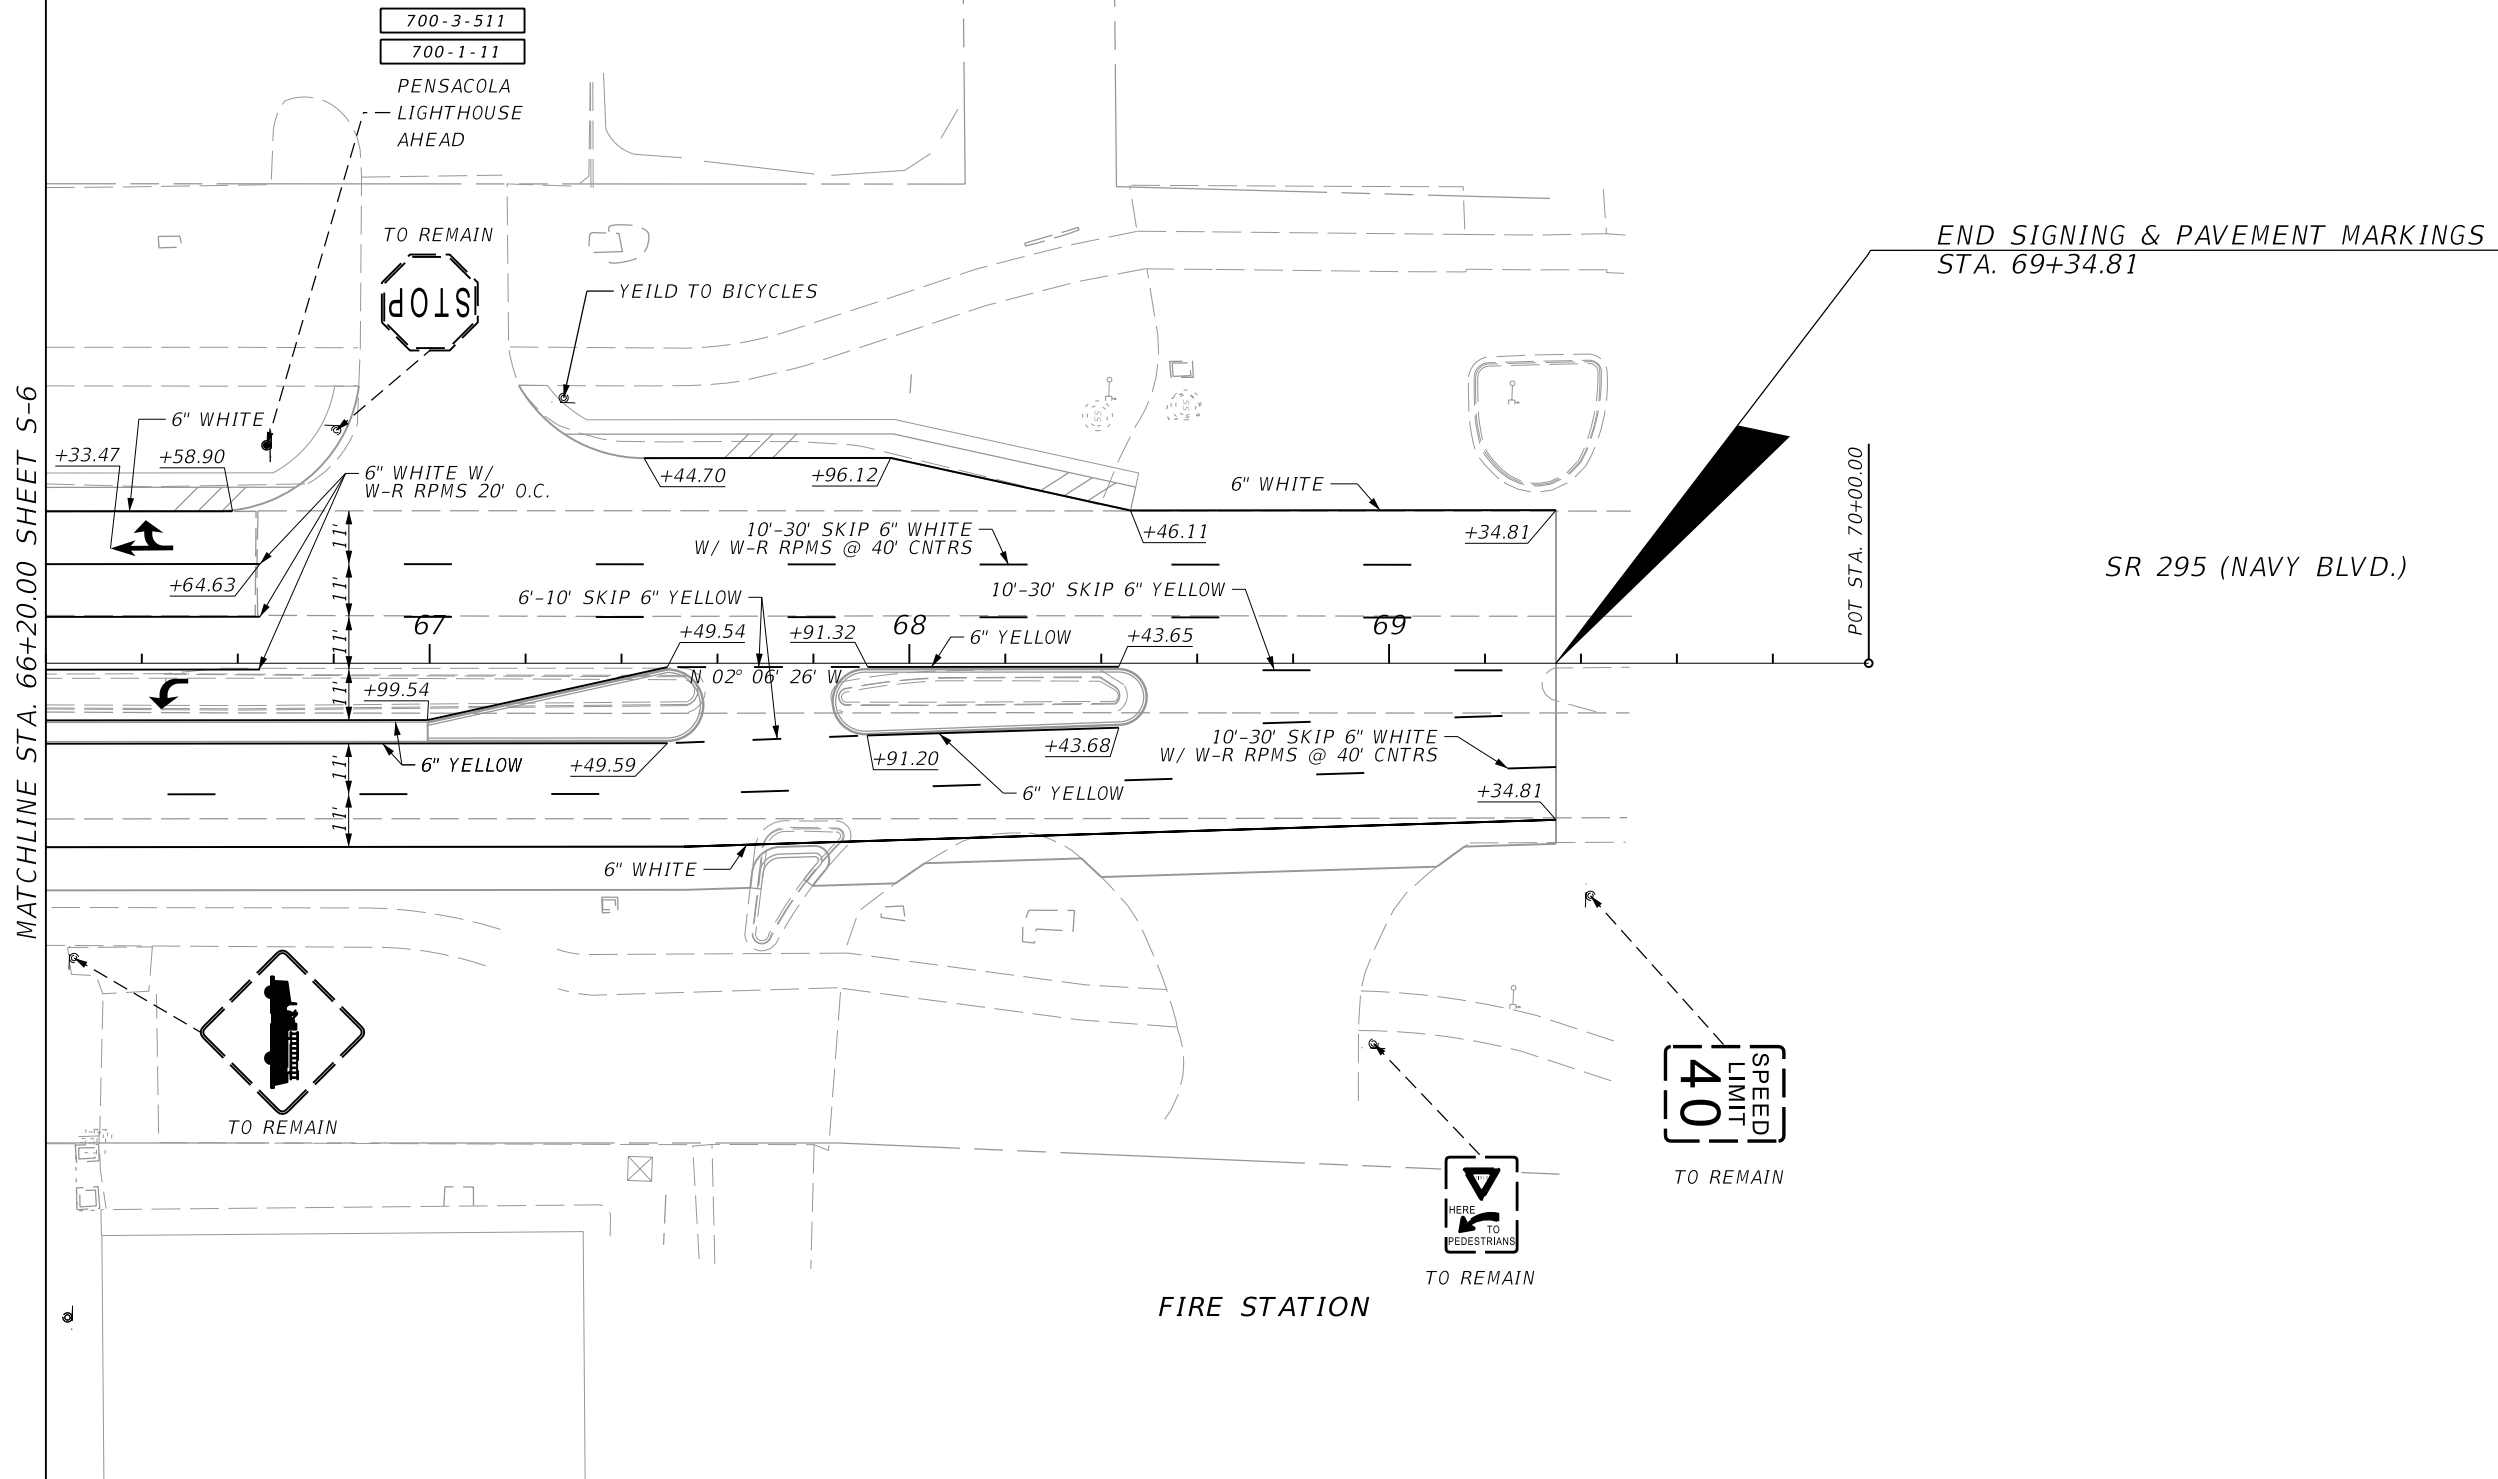 700-3-511
700-1-11
PENSACOLA
LIGHTHOUSE
AHEAD
TO REMAIN
STOP
YEILD TO BICYCLES
END SIGNING & PAVEMENT MARKINGS
STA. 69+34.81
MATCHLINE STA. 66+20.00 SHEET S-6
6" WHITE
+33.47
+58.90
6" WHITE W/
W-R RPMS 20' O.C.
+44.70
+96.12
6" WHITE
+46.11
+34.81
POT STA. 70+00.00
SR 295 (NAVY BLVD.)
10'-30' SKIP 6" WHITE
W/ W-R RPMS @ 40' CNTRS
+64.63
11'
11'
11'
11'
11'
11'
6'-10' SKIP 6" YELLOW
10'-30' SKIP 6" YELLOW
67
68
69
+49.54
+91.32
6" YELLOW
+43.65
N 02° 06' 26' W
+99.54
6" YELLOW
+49.59
+91.20
+43.68
10'-30' SKIP 6" WHITE
W/ W-R RPMS @ 40' CNTRS
6" YELLOW
+34.81
6" WHITE
SS
SS
TO REMAIN
SPEED
LIMIT
40
TO REMAIN
HERE
TO
PEDESTRIANS
TO REMAIN
FIRE STATION